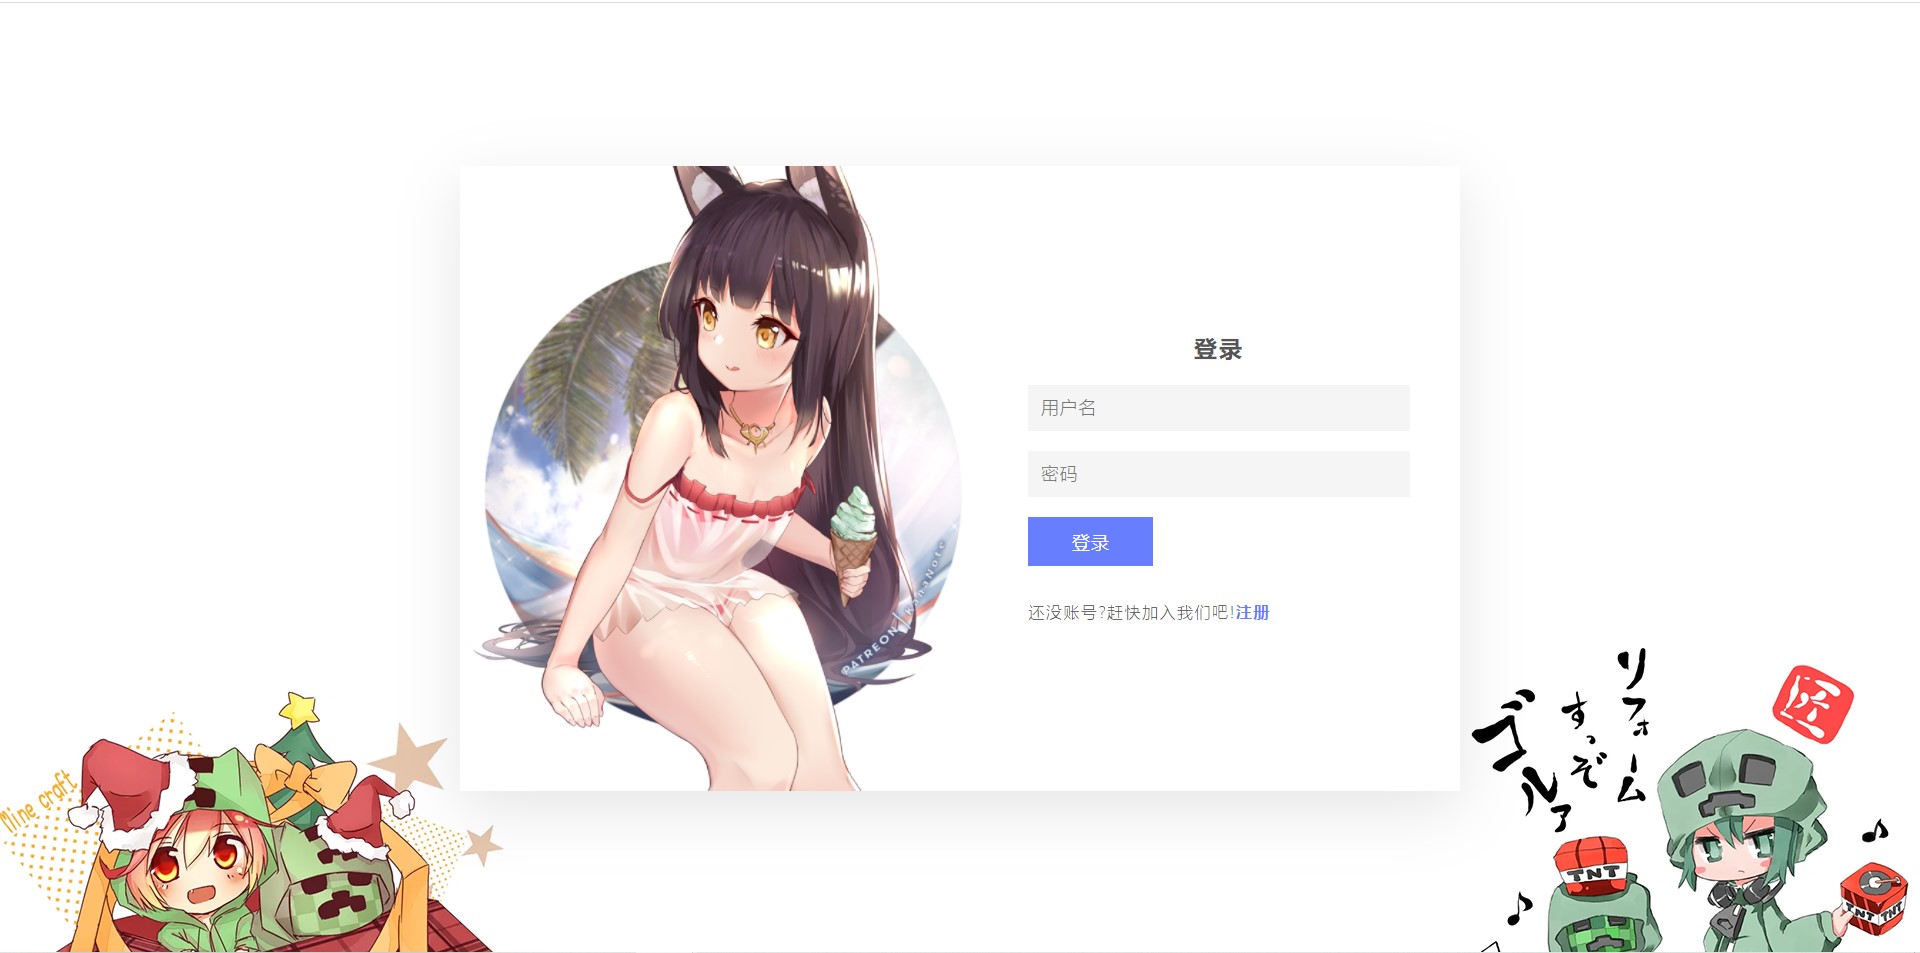 登录
用户名
密码
登录
还没账号?赶快加入我们吧!注册
PATREON | KanaNote
Mine craft
リフォーム
すっぞ
ゴルァ
匠
TNT
TNT TNT